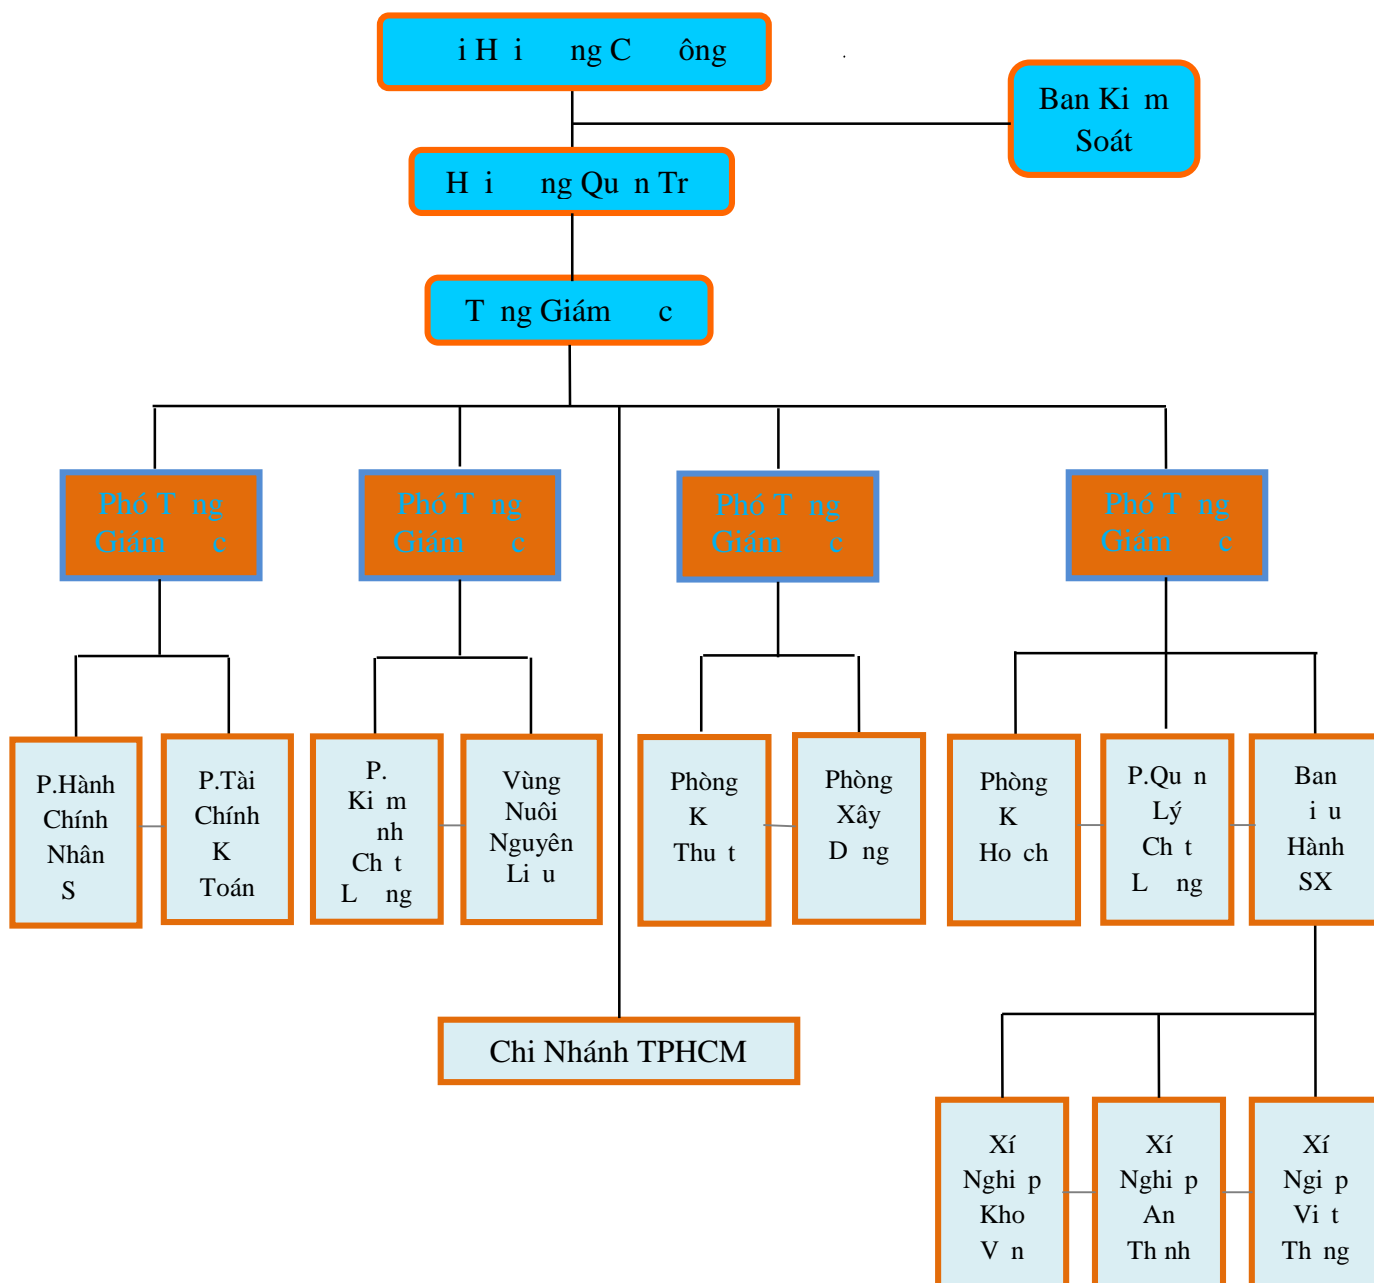 i H i ng C ông
Ban Ki m
Soát
H i ng Qu n Tr
T ng Giám c
Phó T ng
Giám c
Phó T ng
Giám c
Phó T ng
Giám c
Phó T ng
Giám c
P.Hành
Chính
Nhân
S
P.Tài
Chính
K
Toán
P.
Ki m
nh
Ch t
L ng
Vùng
Nuôi
Nguyên
Li u
Phòng
K
Thu t
Phòng
Xây
D ng
Phòng
K
Ho ch
P.Qu n
Lý
Ch t
L ng
Ban
i u
Hành
SX
Chi Nhánh TPHCM
Xí
Nghi p
Kho
V n
Xí
Nghi p
An
Th nh
Xí
Ngi p
Vi t
Th ng